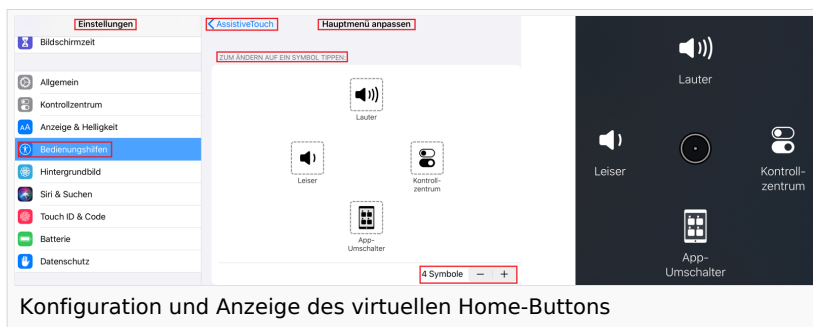 Einstellungen
Bildschirmzeit
Allgemein
Kontrollzentrum
Anzeige & Helligkeit
Bedienungshilfen
Hintergrundbild
Siri & Suchen
Touch ID & Code
Batterie
Datenschutz
AssistiveTouch
Hauptmenü anpassen
ZUM ÄNDERN AUF EIN SYMBOL TIPPEN:
Lauter
Leiser
Kontroll-
zentrum
App-
Umschalter
4 Symbole − +
Lauter
Leiser
Kontroll-
zentrum
App-
Umschalter
Konfiguration und Anzeige des virtuellen Home-Buttons